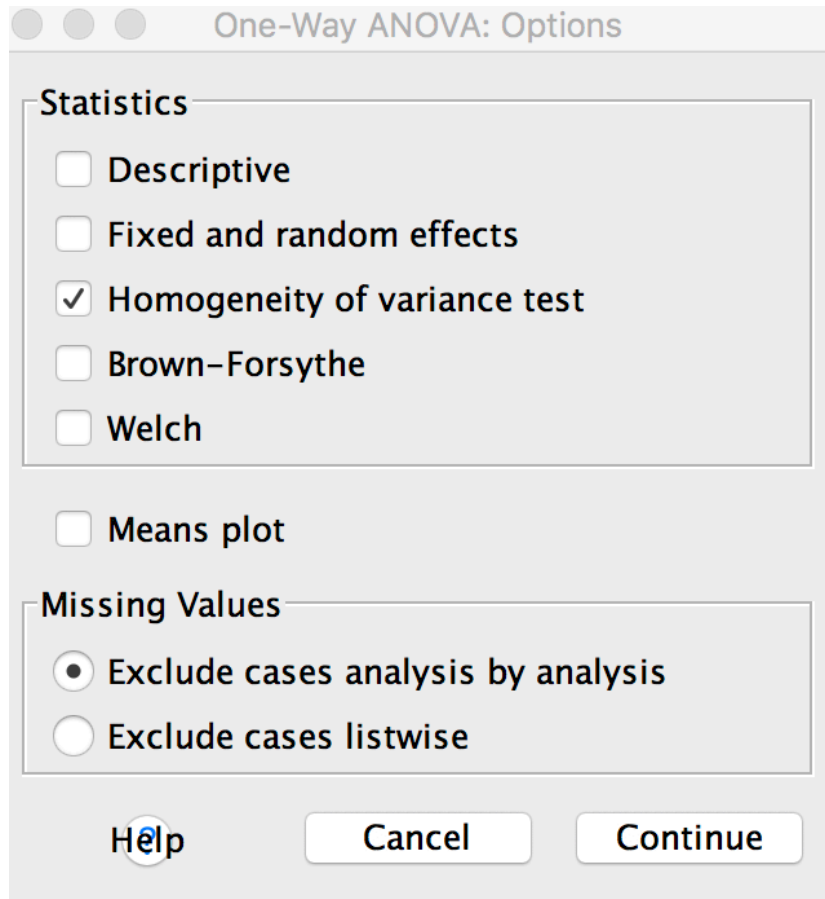 One-Way ANOVA: Options
Statistics
Descriptive
Fixed and random effects
Homogeneity of variance test
Brown-Forsythe
Welch
Means plot
Missing Values
Exclude cases analysis by analysis
Exclude cases listwise
Help
Cancel
Continue